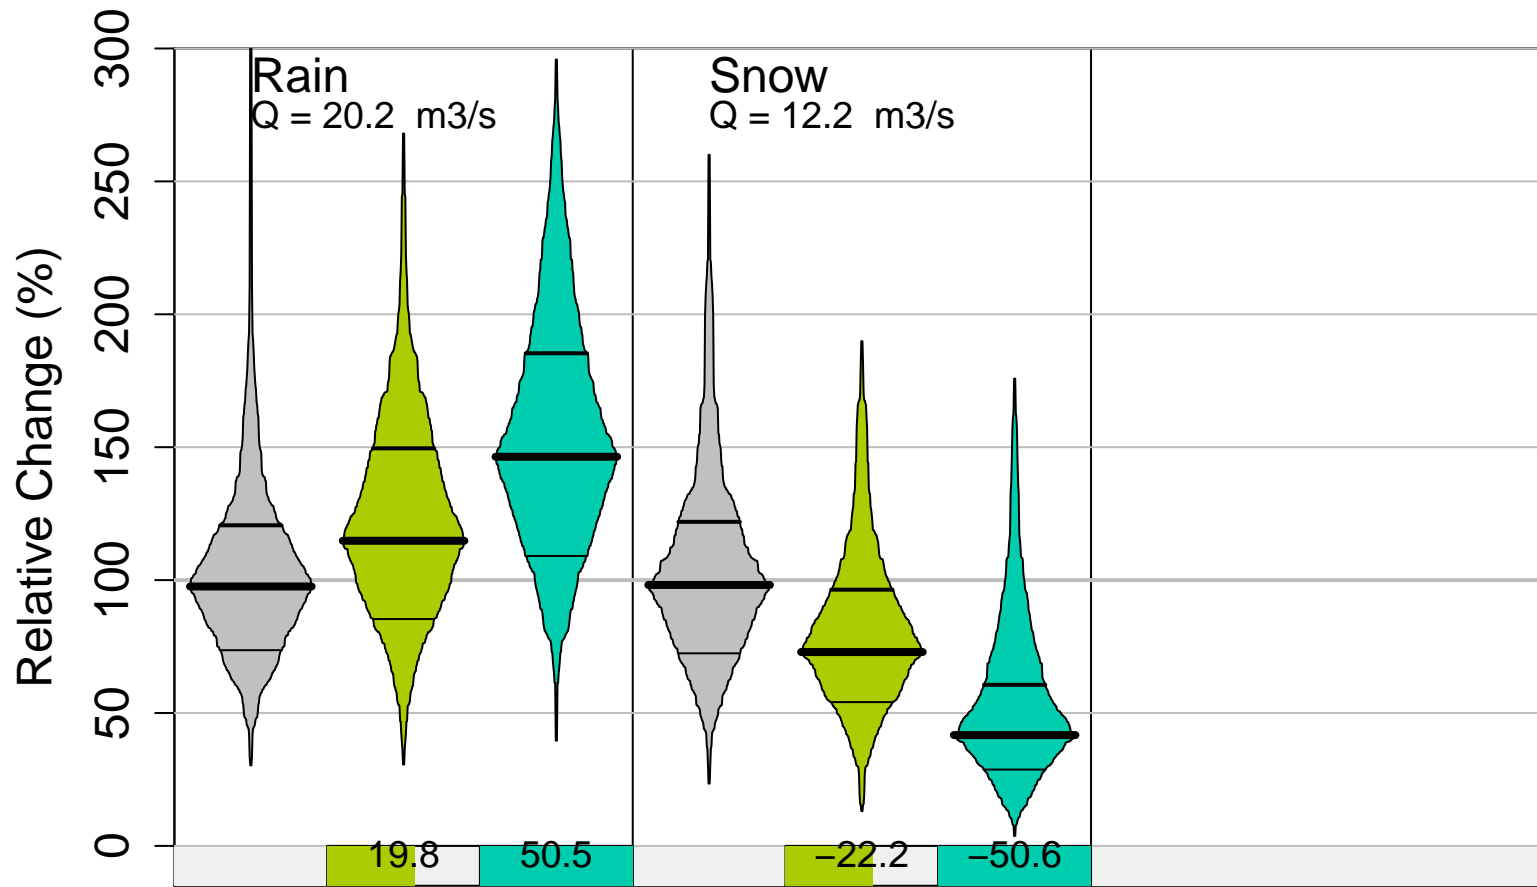 300
250
200
150
100
50
0
Relative Change (%)
Rain
Q = 20.2 m3/s
Snow
Q = 12.2 m3/s
19.8
50.5
−22.2
−50.6